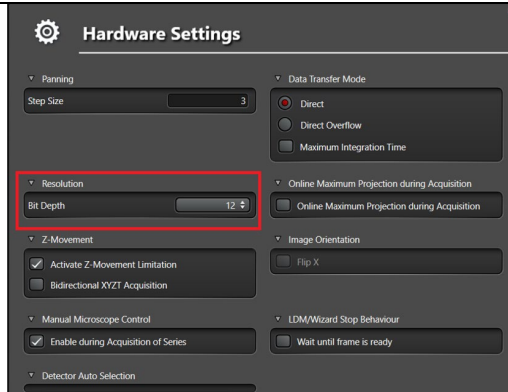 Hardware Settings
Panning
Step Size 3
Resolution
Bit Depth 12
Z-Movement
Activate Z-Movement Limitation
Bidirectional XYZT Acquisition
Manual Microscope Control
Enable during Acquisition of Series
Detector Auto Selection
Data Transfer Mode
Direct
Direct Overflow
Maximum Integration Time
Online Maximum Projection during Acquisition
Online Maximum Projection during Acquisition
Image Orientation
Flip X
LDM/Wizard Stop Behaviour
Wait until frame is ready